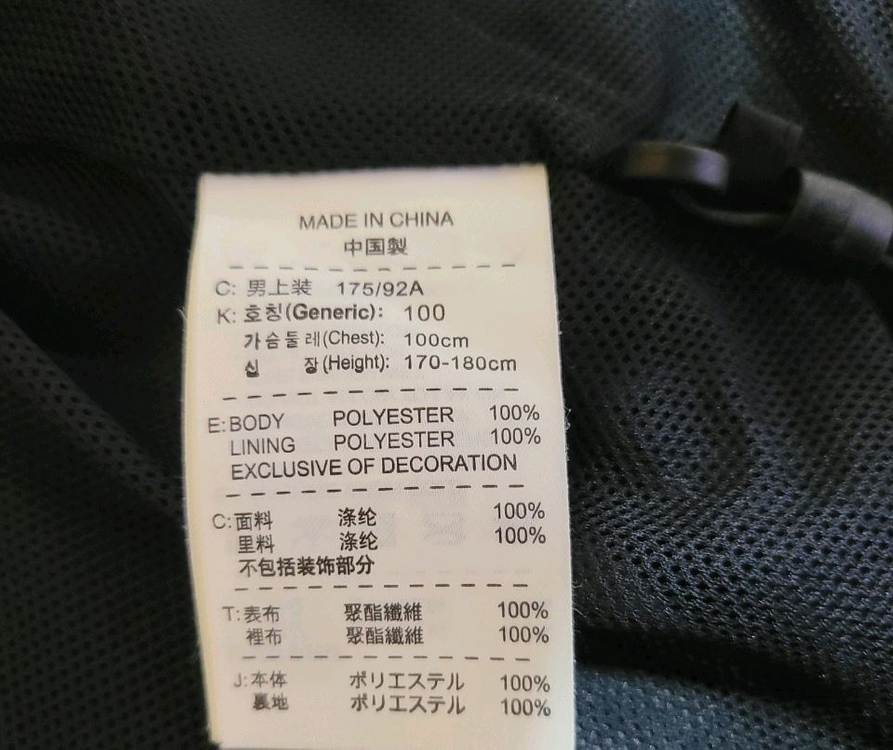 MADE IN CHINA
中国製
C: 男上装 175/92A
K: 호칭(Generic): 100
가슴둘레(Chest): 100cm
신 장(Height): 170-180cm
E:BODY POLYESTER 100%
LINING POLYESTER 100%
EXCLUSIVE OF DECORATION
C:面料 涤纶 100%
里料 涤纶 100%
不包括装饰部分
T:表布 聚酯纖維 100%
裡布 聚酯纖維 100%
J:本体 ポリエステル 100%
裏地 ポリエステル 100%